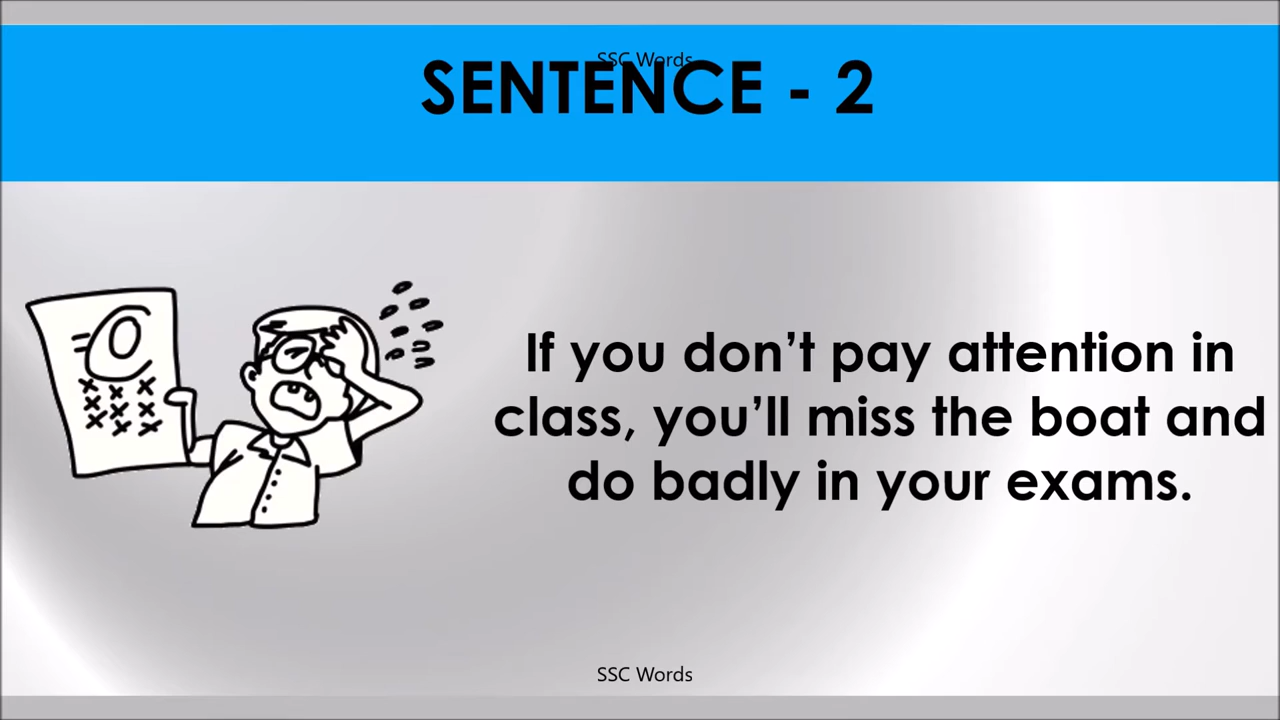 SSC Words
SENTENCE - 2
If you don't pay attention in
class, you'll miss the boat and
do badly in your exams.
SSC Words